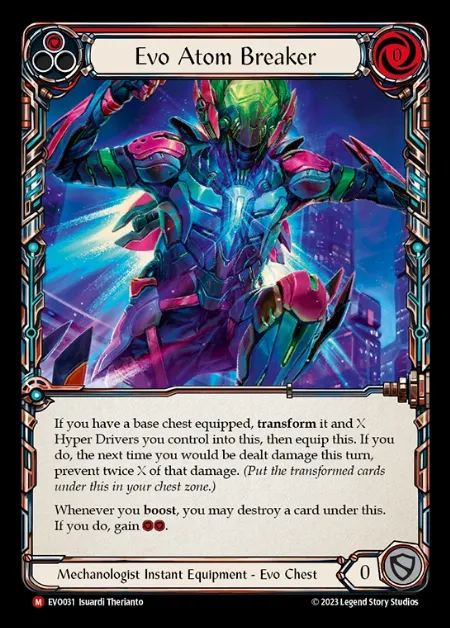 Evo Atom Breaker
0
If you have a base chest equipped, transform it and X
Hyper Drivers you control into this, then equip this. If you
do, the next time you would be dealt damage this turn,
prevent twice X of that damage. (Put the transformed cards
under this in your chest zone.)
Whenever you boost, you may destroy a card under this.
If you do, gain
.
Mechanologist Instant Equipment - Evo Chest
0
M EVO031 Isuardi Therianto
© 2023 Legend Story Studios